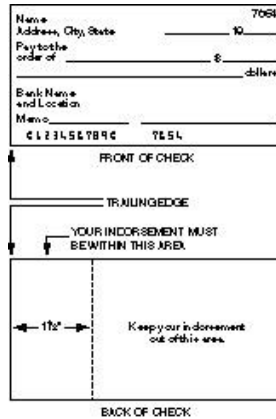 7654
Name
Address, City, State 19
Pay to the
order of $
dollars
Bank Name
and Location
Memo
0123456789C 7654
FRONT OF CHECK
TRAILING EDGE
YOUR INDORSEMENT MUST
BE WITHIN THIS AREA
1½"
Keep your indorsement
out of this area.
BACK OF CHECK